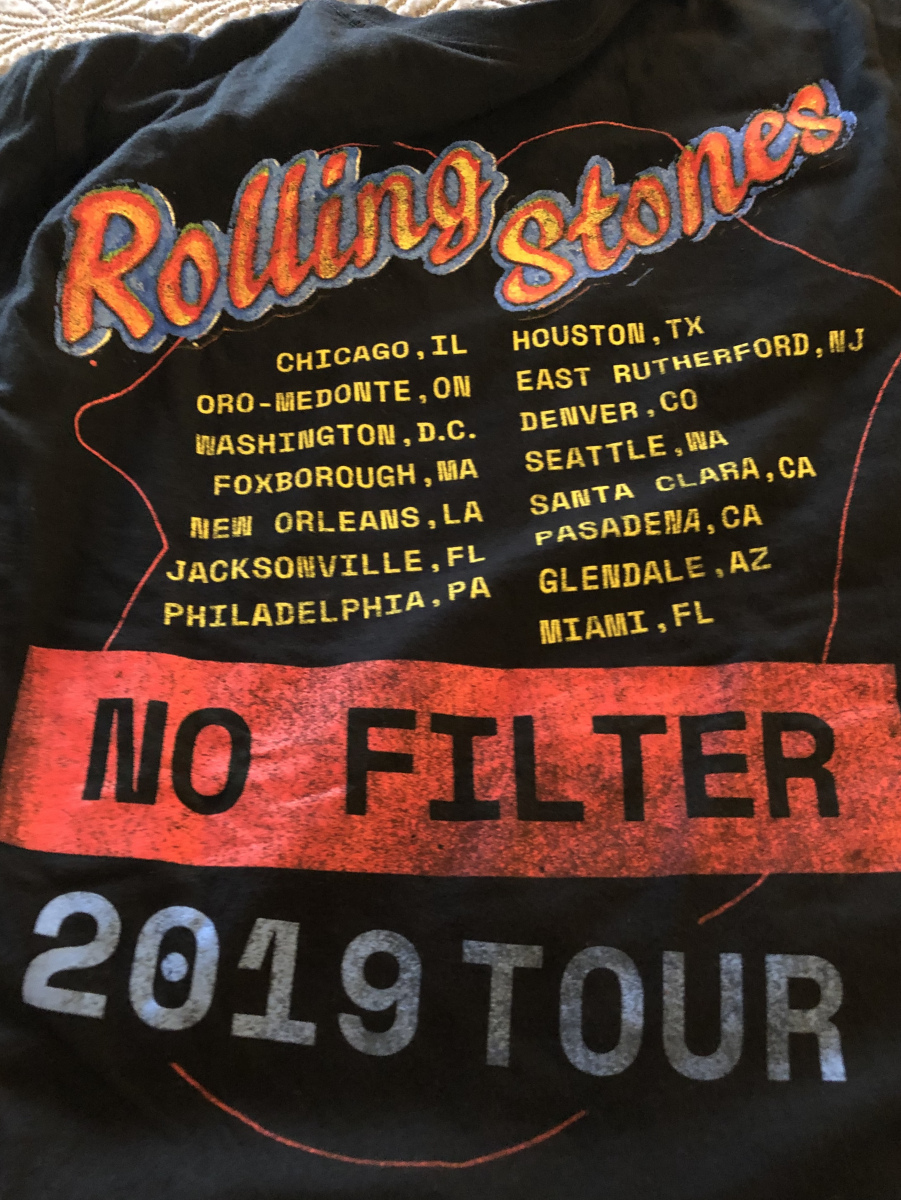 Rolling Stones
CHICAGO,IL
ORO-MEDONTE,ON
WASHINGTON,D.C.
FOXBOROUGH,MA
NEW ORLEANS,LA
JACKSONVILLE,FL
PHILADELPHIA,PA
HOUSTON,TX
EAST RUTHERFORD,NJ
DENVER,CO
SEATTLE,WA
SANTA CLARA,CA
PASADENA,CA
GLENDALE,AZ
MIAMI,FL
NO FILTER
2019 TOUR